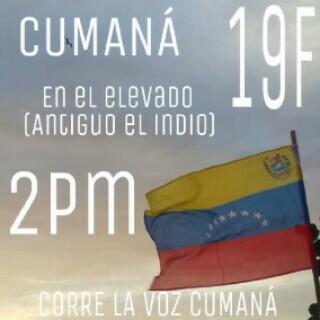 CUMANÁ
19F
En el elevado
(Antiguo el Indio)
2pm
CORRE LA VOZ CUMANÁ